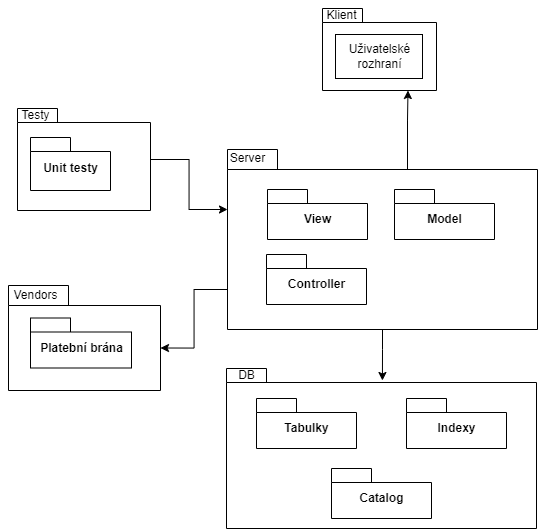 Klient
Uživatelské
rozhraní
Testy
Unit testy
Server
View
Model
Controller
Vendors
Platební brána
DB
Tabulky
Indexy
Catalog